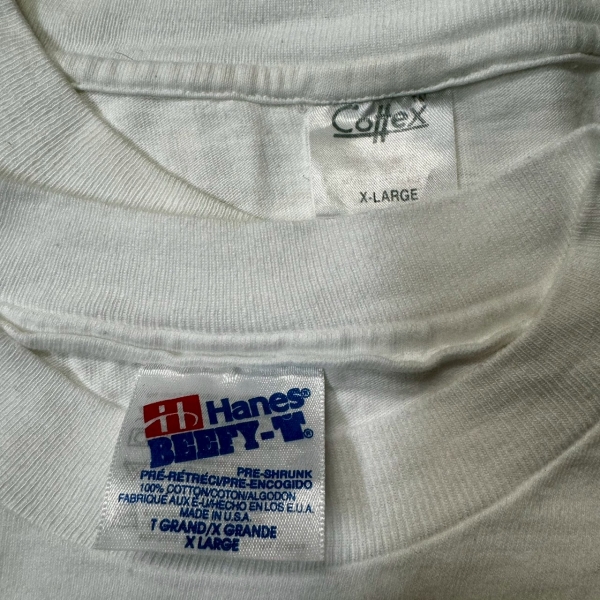 Cottex
X-LARGE
Hanes®
BEEFY-T®
PRE-SHRUNK
PRÉ-RÉTRÉCI/PRE-ENCOGIDO
100% COTTON/COTON/ALGODON
FABRIQUE AUX E-U/HECHO EN LOS E.U.A.
MADE IN U.S.A.
T GRAND/X GRANDE
X LARGE